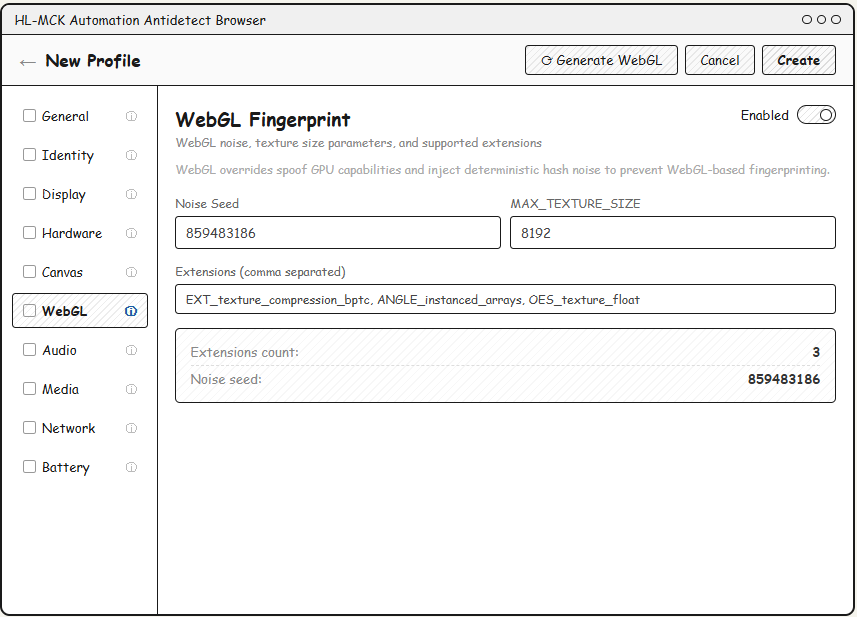 HL-MCK Automation Antidetect Browser
← New Profile
Generate WebGL
Cancel
Create
General
Identity
Display
Hardware
Canvas
WebGL
Audio
Media
Network
Battery
WebGL Fingerprint
Enabled
WebGL noise, texture size parameters, and supported extensions
WebGL overrides spoof GPU capabilities and inject deterministic hash noise to prevent WebGL-based fingerprinting.
Noise Seed
MAX_TEXTURE_SIZE
859483186
8192
Extensions (comma separated)
EXT_texture_compression_bptc, ANGLE_instanced_arrays, OES_texture_float
Extensions count: 3
Noise seed: 859483186